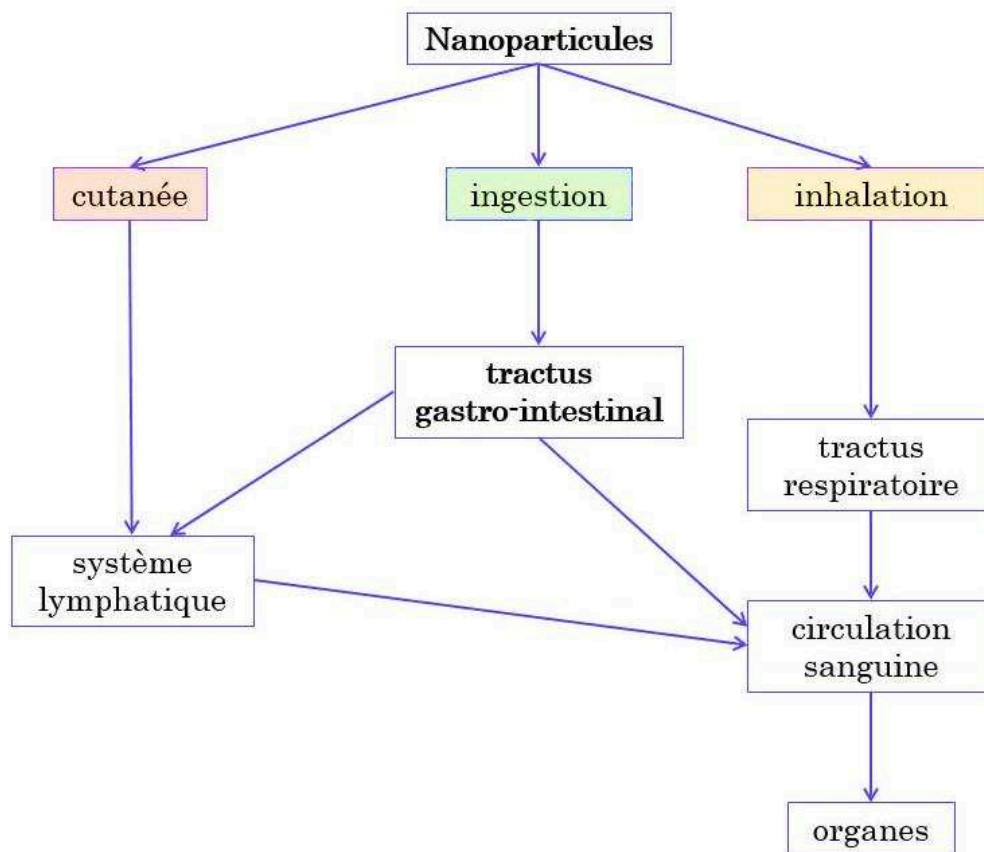 Nanoparticules
cutanée
ingestion
inhalation
tractus
gastro-intestinal
tractus
respiratoire
système
lymphatique
circulation
sanguine
organes